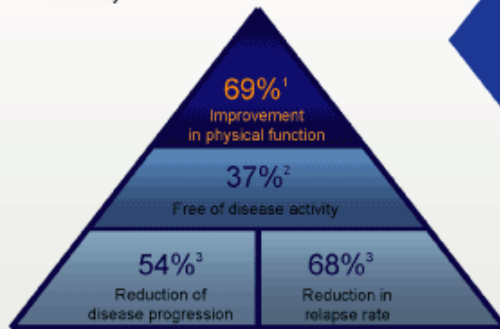 69%¹
Improvement
in physical function
37%²
Free of disease activity
54%³
Reduction of
disease progression
68%³
Reduction in
relapse rate